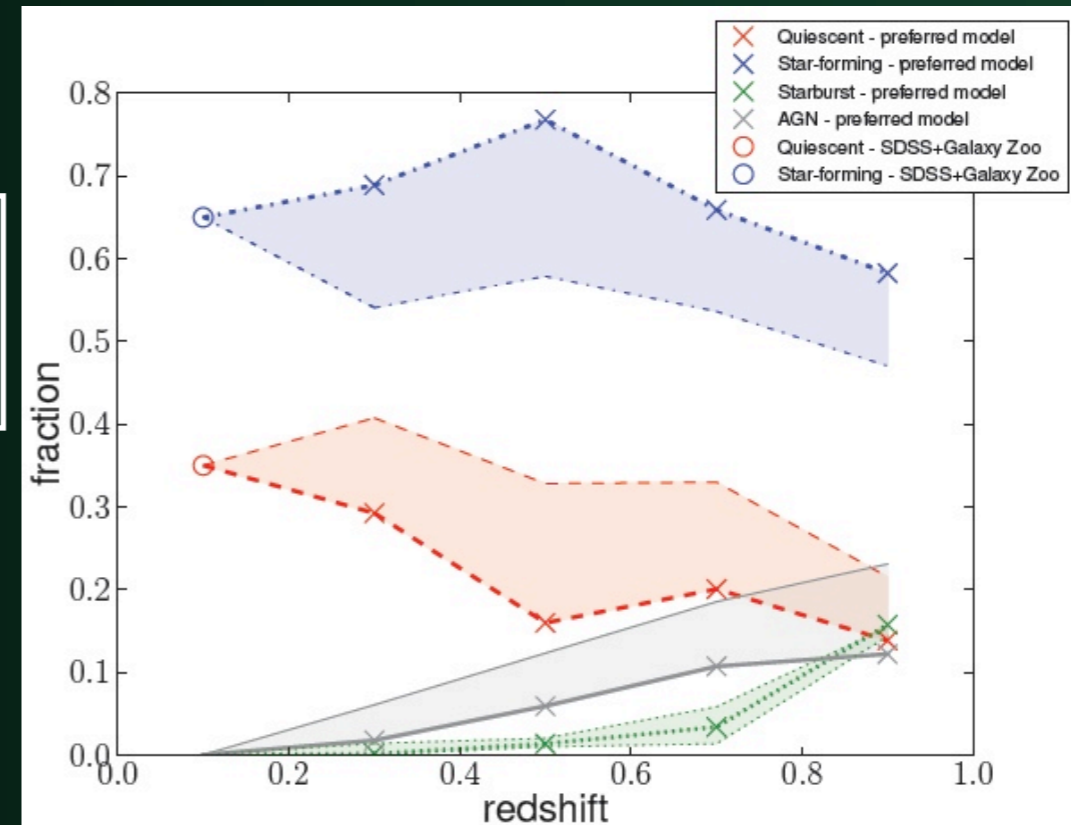 Quiescent - preferred model
Star-forming - preferred model
Starburst - preferred model
AGN - preferred model
Quiescent - SDSS+Galaxy Zoo
Star-forming - SDSS+Galaxy Zoo
0.8
0.7
0.6
0.5
0.4
0.3
0.2
0.1
0.0
fraction
0.0 0.2 0.4 0.6 0.8 1.0
redshift